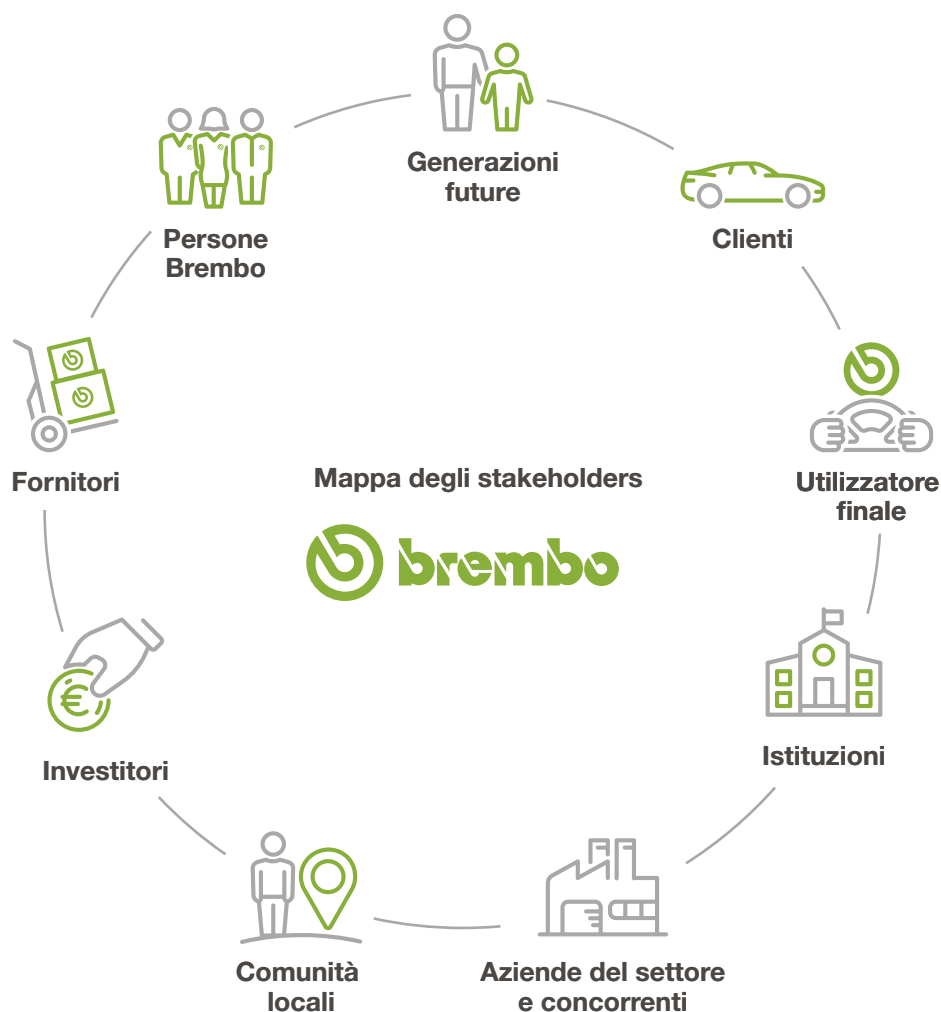 Generazioni
future
Clienti
Persone
Brembo
Utilizzatore
finale
Fornitori
Mappa degli stakeholders
brembo
Istituzioni
Investitori
€
Comunità
locali
Aziende del settore
e concorrenti